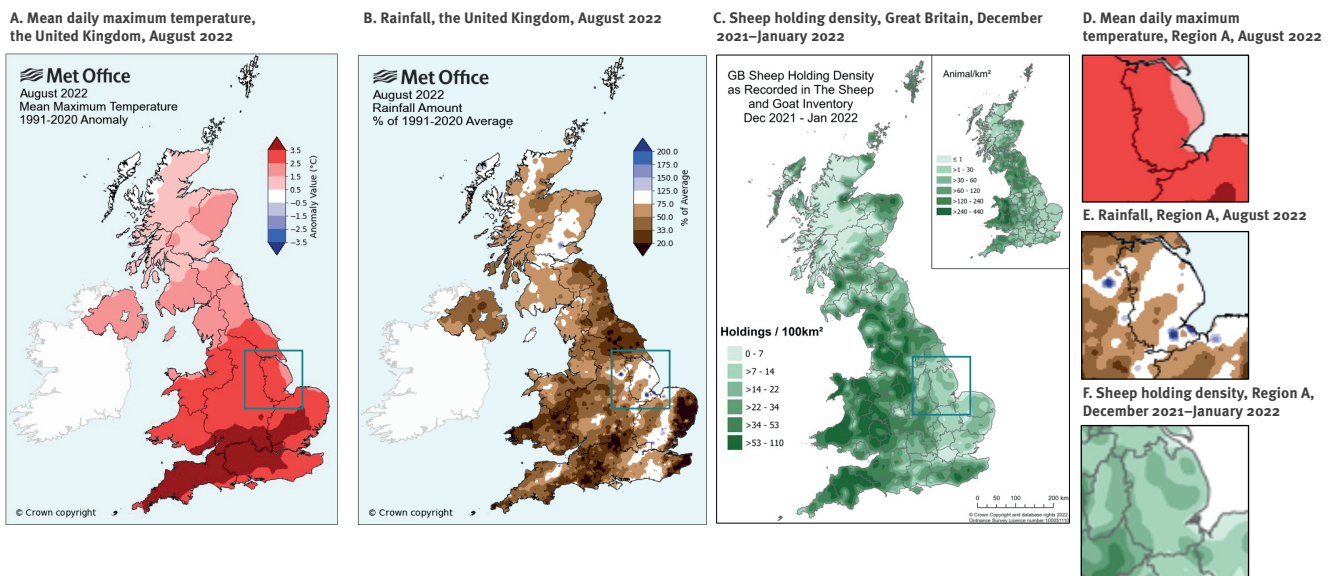 A. Mean daily maximum temperature,
the United Kingdom, August 2022
Met Office
August 2022
Mean Maximum Temperature
1991-2020 Anomaly
3.5
2.5
1.5
0.5
−0.5
−1.5
−2.5
−3.5
Anomaly Value (°C)
© Crown copyright
B. Rainfall, the United Kingdom, August 2022
Met Office
August 2022
Rainfall Amount
% of 1991-2020 Average
200.0
175.0
150.0
125.0
75.0
50.0
33.0
20.0
% of Average
© Crown copyright
C. Sheep holding density, Great Britain, December
2021–January 2022
GB Sheep Holding Density
as Recorded in The Sheep
and Goat Inventory
Dec 2021 - Jan 2022
Animal/km²
≤ 1
>1 - 30
>30 - 60
>60 - 120
>120 - 240
>240 - 440
Holdings / 100km²
0 - 7
>7 - 14
>14 - 22
>22 - 34
>34 - 53
>53 - 110
0 50 100 200 km
© Crown Copyright and database rights 2022
Ordnance Survey Licence number
D. Mean daily maximum
temperature, Region A, August 2022
E. Rainfall, Region A, August 2022
F. Sheep holding density, Region A,
December 2021–January 2022